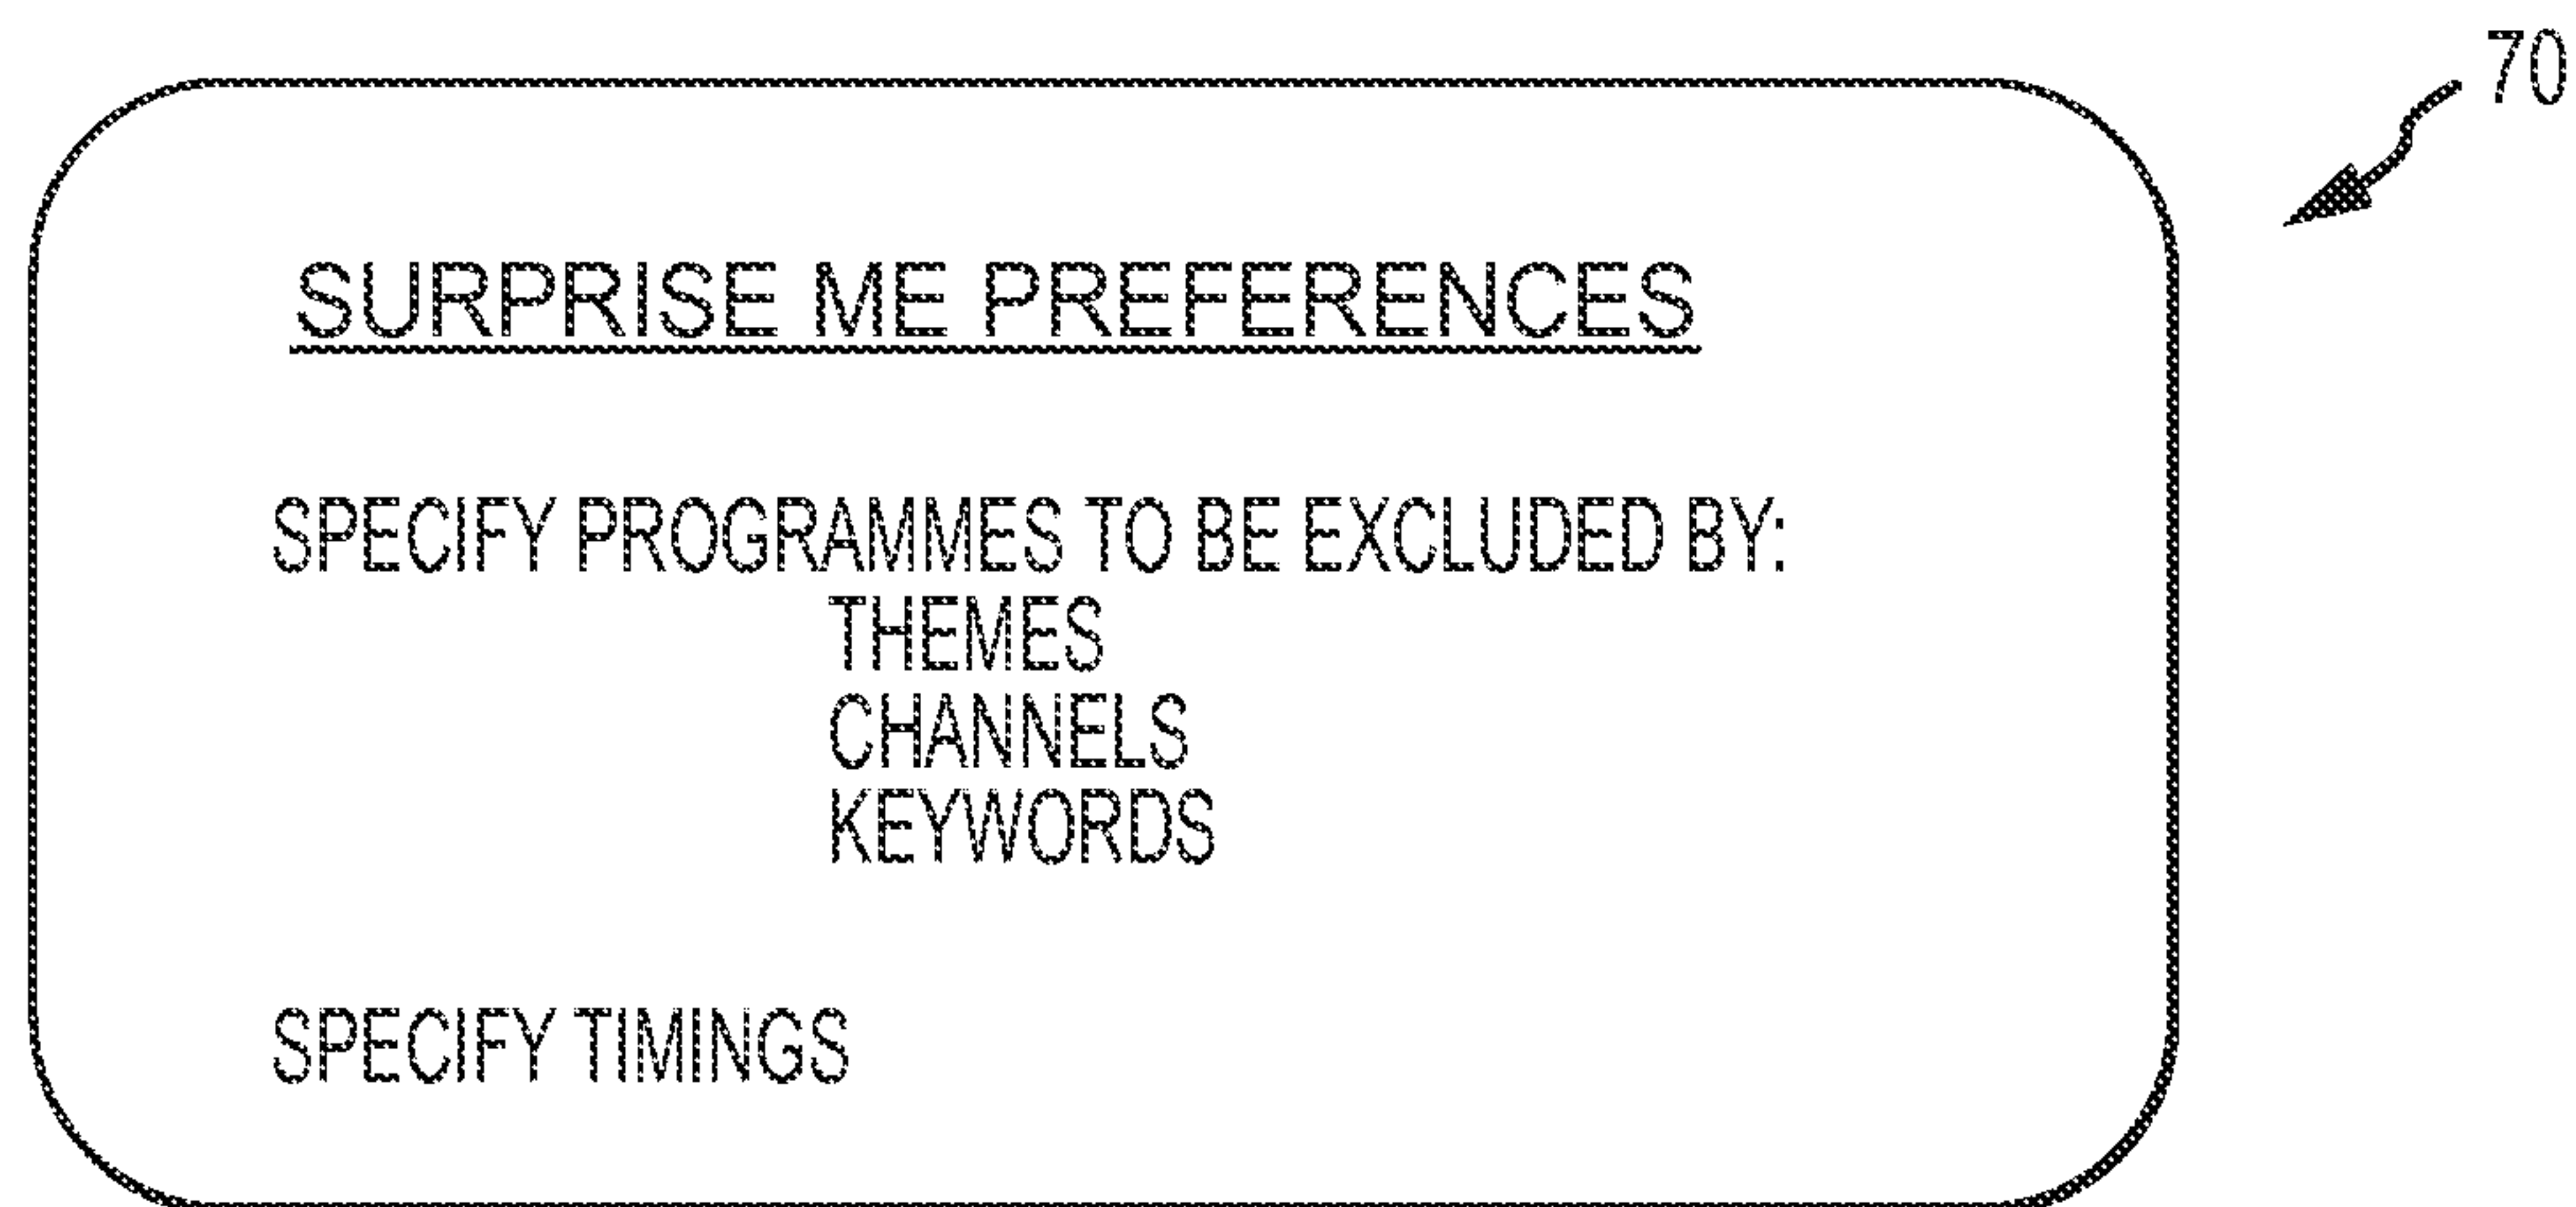 70
SURPRISE ME PREFERENCES
SPECIFY PROGRAMMES TO BE EXCLUDED BY:
THEMES
CHANNELS
KEYWORDS
SPECIFY TIMINGS